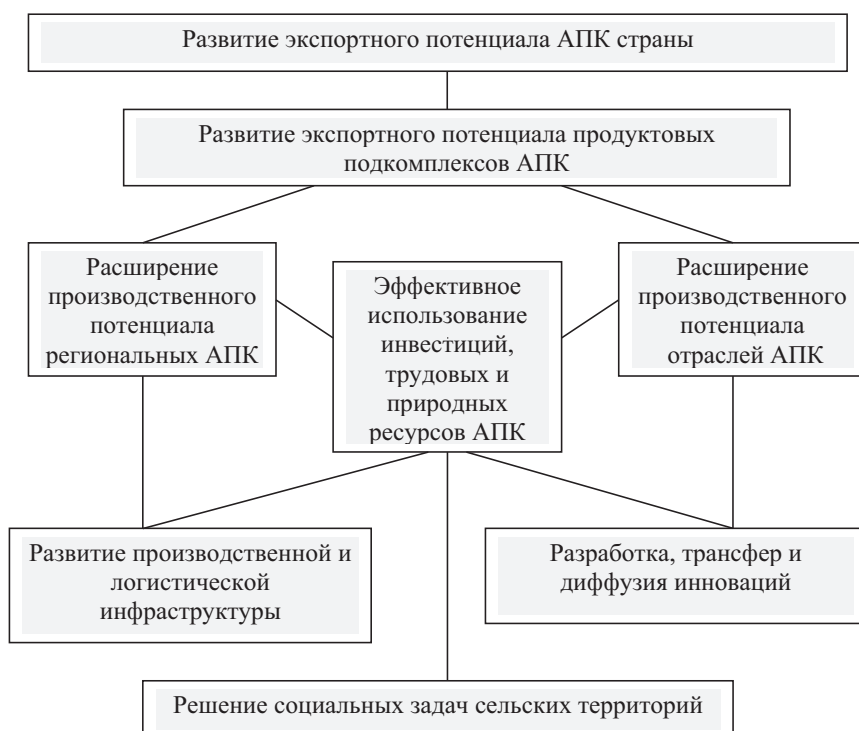 Развитие экспортного потенциала АПК страны
Развитие экспортного потенциала продуктовых
подкомплексов АПК
Расширение
производственного
потенциала
региональных АПК
Эффективное
использование
инвестиций,
трудовых и
природных
ресурсов АПК
Расширение
производственного
потенциала
отраслей АПК
Развитие производственной и
логистической
инфраструктуры
Разработка, трансфер и
диффузия инноваций
Решение социальных задач сельских территорий